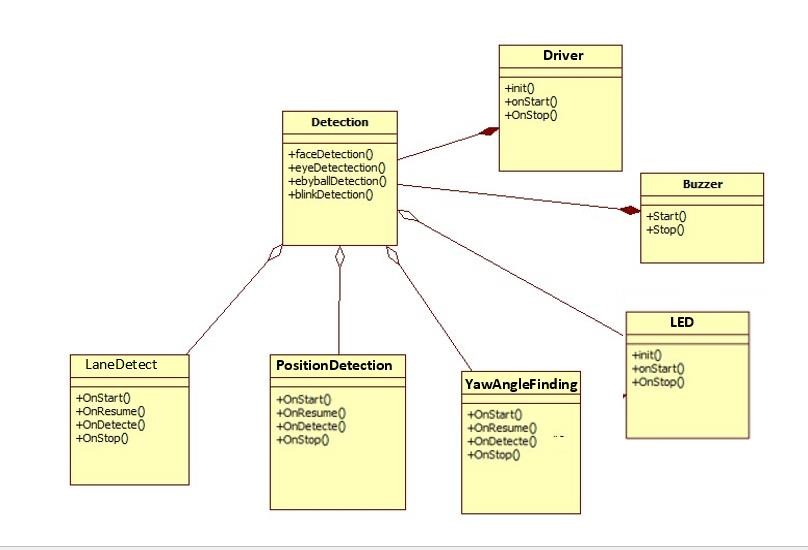 Driver
+init()
+onStart()
+OnStop()
Detection
+faceDetection()
+eyeDetectection()
+ebyballDetection()
+blinkDetection()
Buzzer
+Start()
+Stop()
LED
+init()
+onStart()
+OnStop()
LaneDetect
+OnStart()
+OnResume()
+OnDetecte()
+OnStop()
PositionDetection
+OnStart()
+OnResume()
+OnDetecte()
+OnStop()
YawAngleFinding
+OnStart()
+OnResume()
+OnDetecte()
+OnStop()